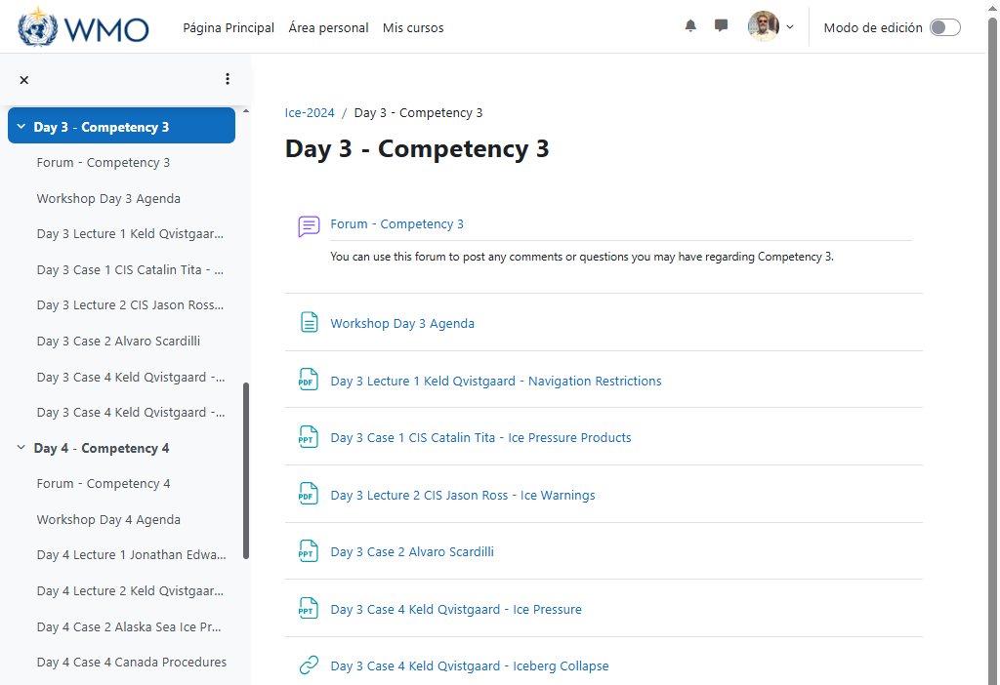 WMO
Página Principal Área personal Mis cursos
Modo de edición
Day 3 - Competency 3
Forum - Competency 3
Workshop Day 3 Agenda
Day 3 Lecture 1 Keld Qvistgaar...
Day 3 Case 1 CIS Catalin Tita - ...
Day 3 Lecture 2 CIS Jason Ross...
Day 3 Case 2 Alvaro Scardilli
Day 3 Case 4 Keld Qvistgaard -...
Day 3 Case 4 Keld Qvistgaard -...
Day 4 - Competency 4
Forum - Competency 4
Workshop Day 4 Agenda
Day 4 Lecture 1 Jonathan Edwa...
Day 4 Lecture 2 Keld Qvistgaar...
Day 4 Case 2 Alaska Sea Ice Pr...
Day 4 Case 4 Canada Procedures
Ice-2024 / Day 3 - Competency 3
Day 3 - Competency 3
Forum - Competency 3
You can use this forum to post any comments or questions you may have regarding Competency 3.
Workshop Day 3 Agenda
PDF Day 3 Lecture 1 Keld Qvistgaard - Navigation Restrictions
PPT Day 3 Case 1 CIS Catalin Tita - Ice Pressure Products
PDF Day 3 Lecture 2 CIS Jason Ross - Ice Warnings
PPT Day 3 Case 2 Alvaro Scardilli
PPT Day 3 Case 4 Keld Qvistgaard - Ice Pressure
Day 3 Case 4 Keld Qvistgaard - Iceberg Collapse